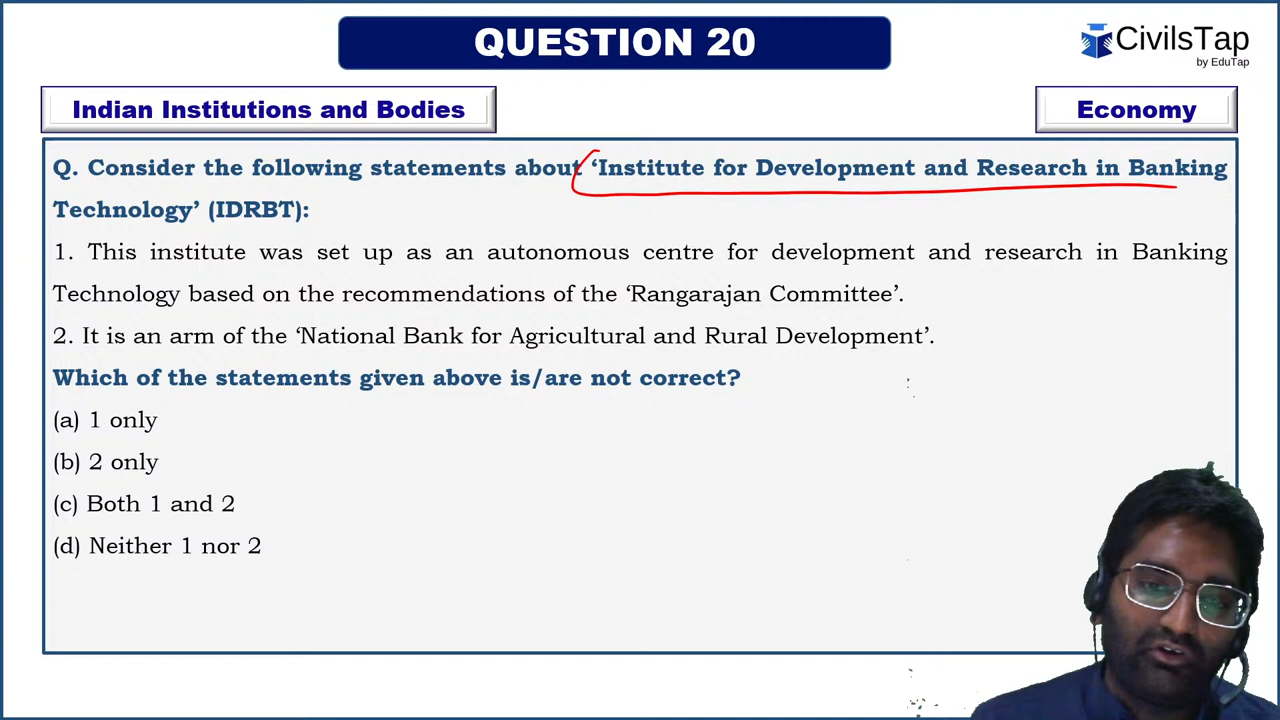 QUESTION 20
CivilsTap
by EduTap
Indian Institutions and Bodies
Economy
Q. Consider the following statements about ‘Institute for Development and Research in Banking
Technology’ (IDRBT):
1. This institute was set up as an autonomous centre for development and research in Banking
Technology based on the recommendations of the ‘Rangarajan Committee’.
2. It is an arm of the ‘National Bank for Agricultural and Rural Development’.
Which of the statements given above is/are not correct?
(a) 1 only
(b) 2 only
(c) Both 1 and 2
(d) Neither 1 nor 2